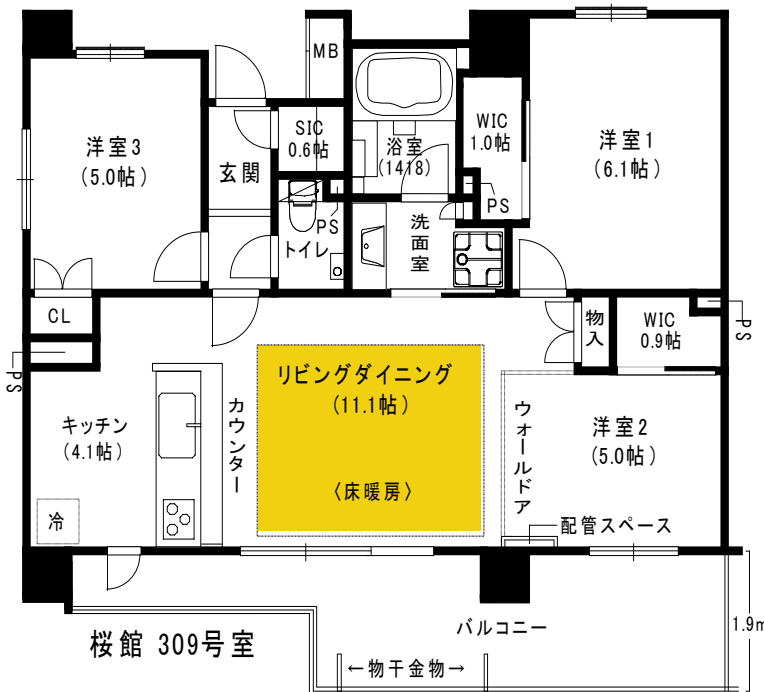 MB
洋室3
(5.0帖)
玄関
SIC
0.6帖
浴室
(1418)
WIC
1.0帖
洋室1
(6.1帖)
PS
PS
トイレ
洗面室
CL
PS
物入
WIC
0.9帖
PS
キッチン
(4.1帖)
カウンター
リビングダイニング
(11.1帖)
〈床暖房〉
ウォールドア
洋室2
(5.0帖)
冷
配管スペース
桜館 309号室
バルコニー
1.9m
←物干金物→